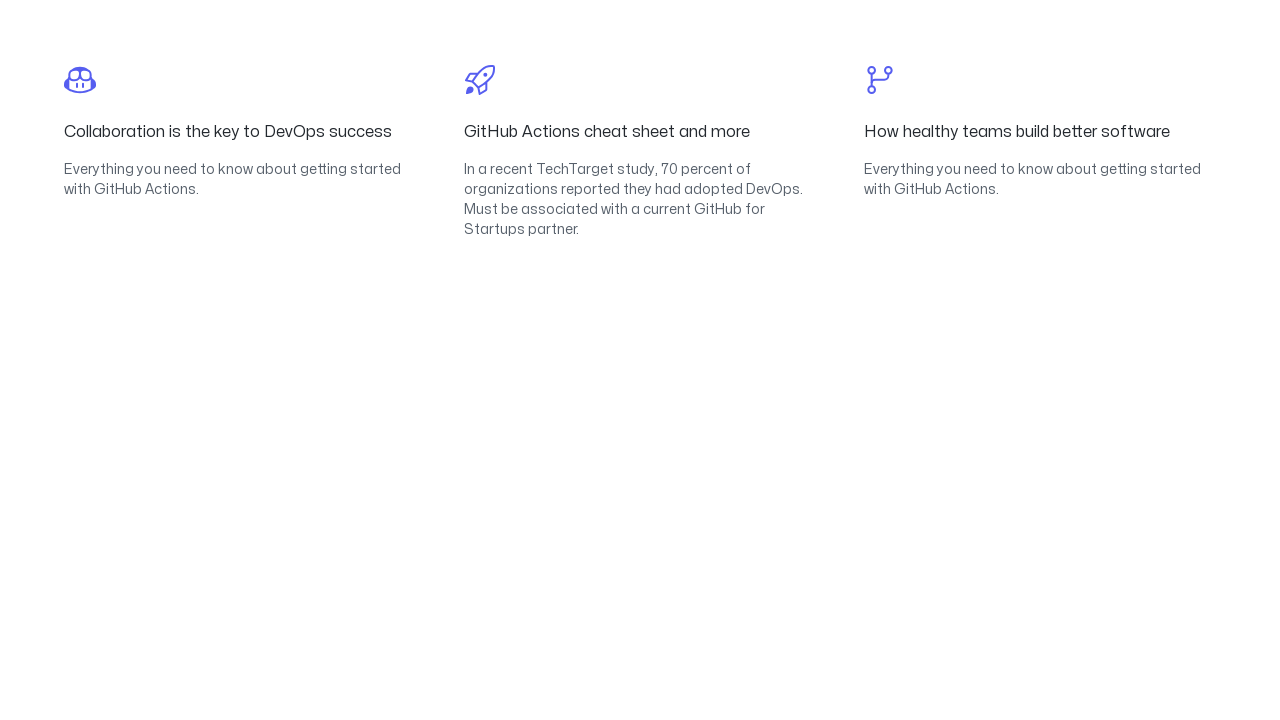 Collaboration is the key to DevOps success
Everything you need to know about getting started
with GitHub Actions.
GitHub Actions cheat sheet and more
In a recent TechTarget study, 70 percent of
organizations reported they had adopted DevOps.
Must be associated with a current GitHub for
Startups partner.
How healthy teams build better software
Everything you need to know about getting started
with GitHub Actions.